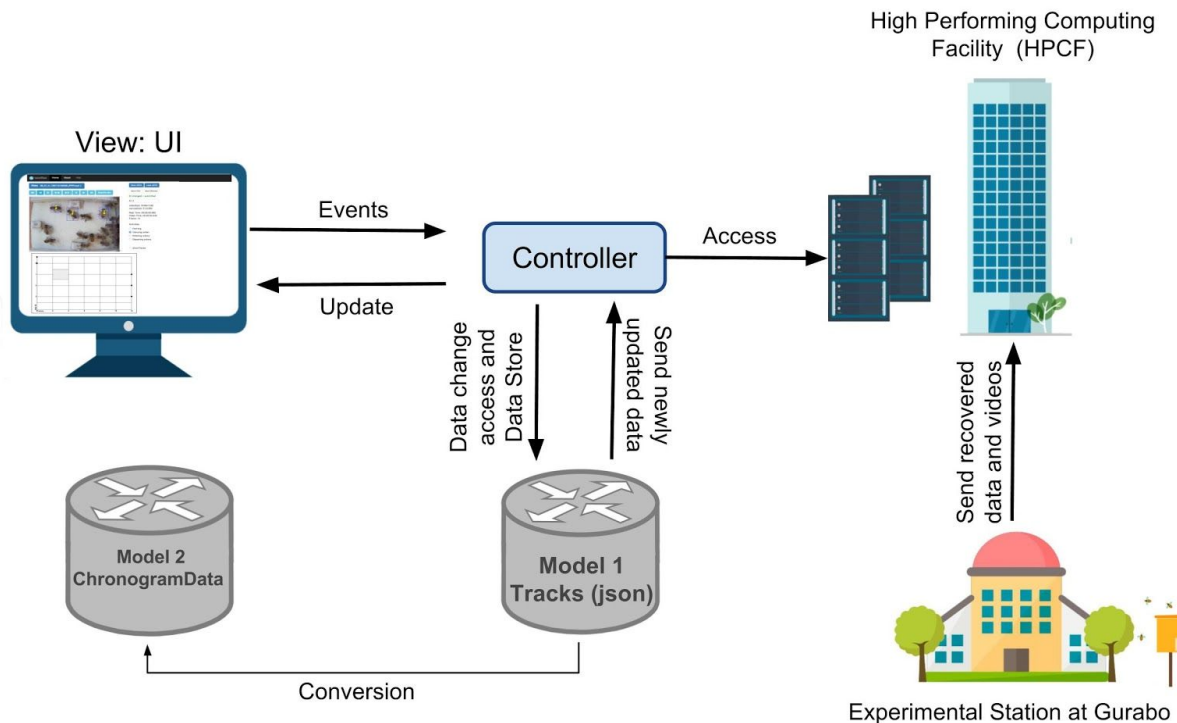 High Performing Computing
Facility (HPCF)
View: UI
Events
Update
Controller
Access
Data change
access and
Data Store
Send newly
updated data
Send recovered
data and videos
Model 2
ChronogramData
Model 1
Tracks (json)
Conversion
Experimental Station at Gurabo